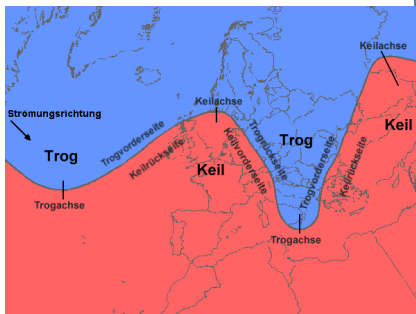 Keilachse
Keilachse
Strömungsrichtung
Keil
Trogvorderseite
Trogrückseite
Trog
Trog
Keilrückseite
Keil
Keilvorderseite
Trogvorderseite
Keilrückseite
Trogachse
Trogachse